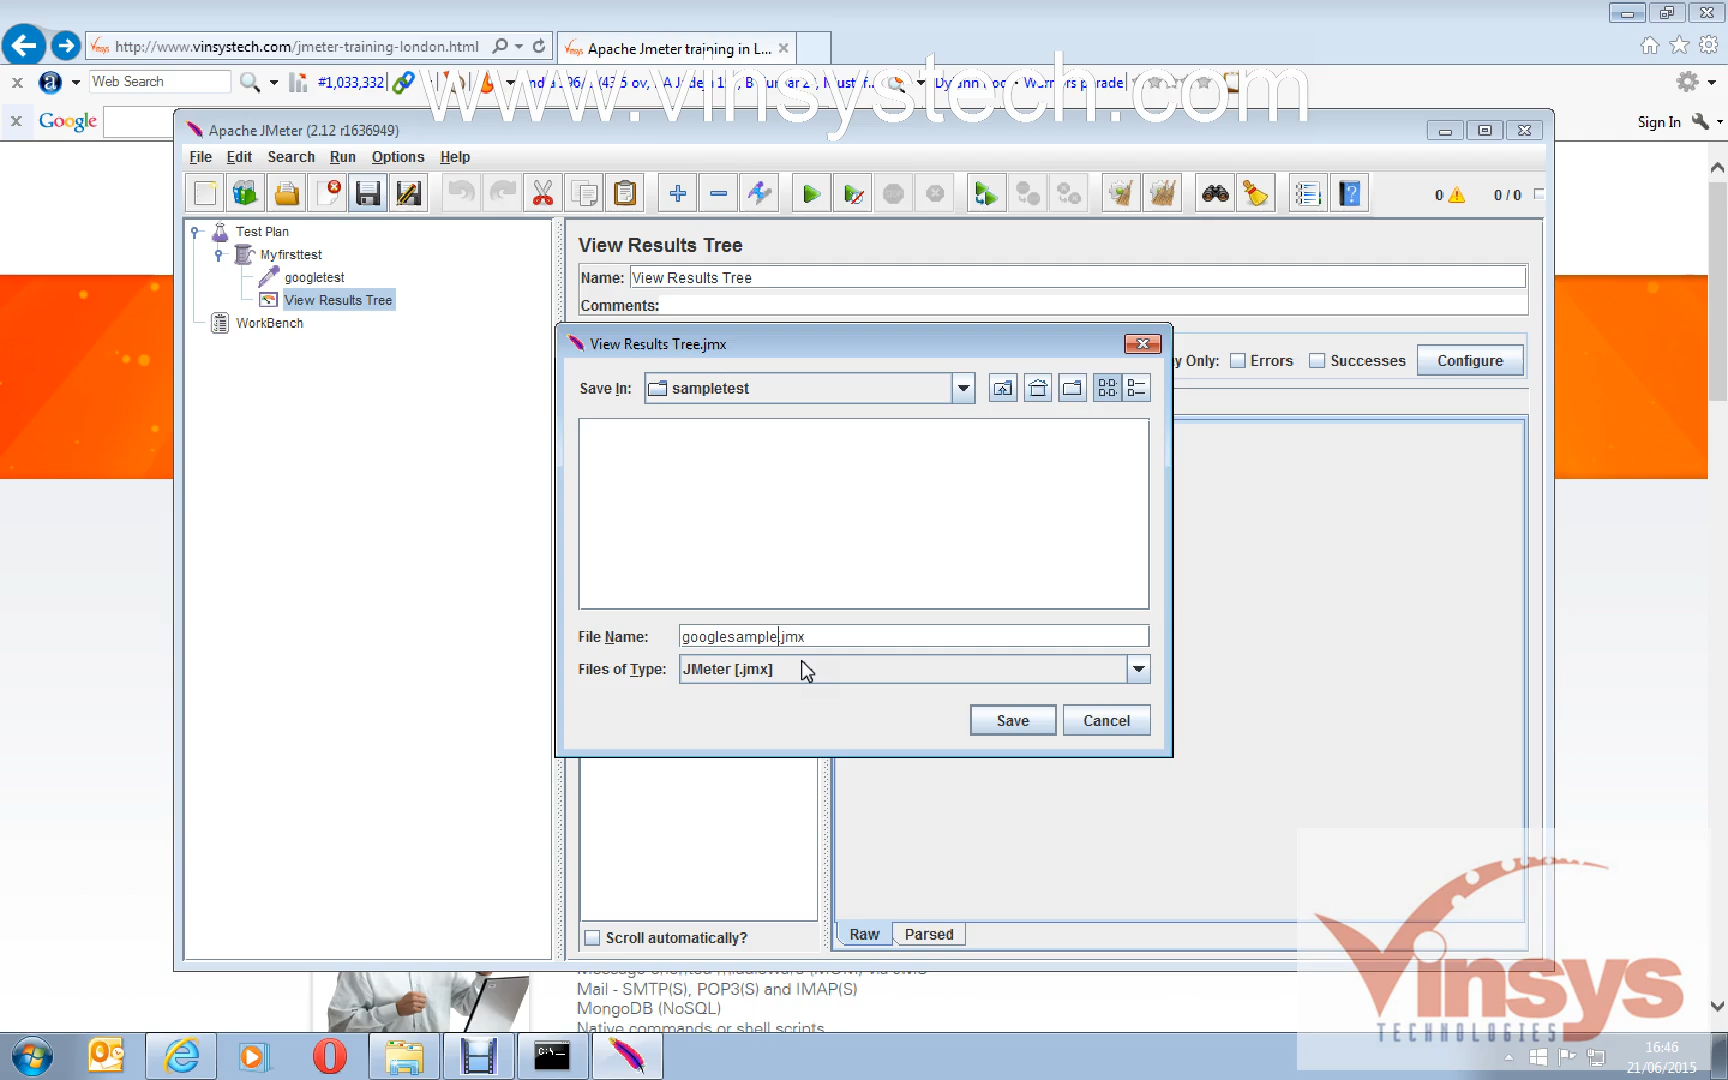 http://www.vinsystech.com/jmeter-training-london.html
Apache Jmeter training in L...
Web Search
#1,033,332
www.vinsystech.com
Google
Sign In
Apache JMeter (2.12 r1636949)
File Edit Search Run Options Help
0 0 / 0
Test Plan
Myfirsttest
googletest
View Results Tree
WorkBench
View Results Tree
Name: View Results Tree
Comments:
View Results Tree.jmx
y Only: Errors Successes Configure
Save In: sampletest
File Name: googlesample.jmx
Files of Type: JMeter [.jmx]
Save Cancel
Scroll automatically?
Raw Parsed
Mail - SMTP(S), POP3(S) and IMAP(S)
MongoDB (NoSQL)
Native commands or shell scripts
Vinsys
TECHNOLOGIES
C:\_
16:46
21/06/2015